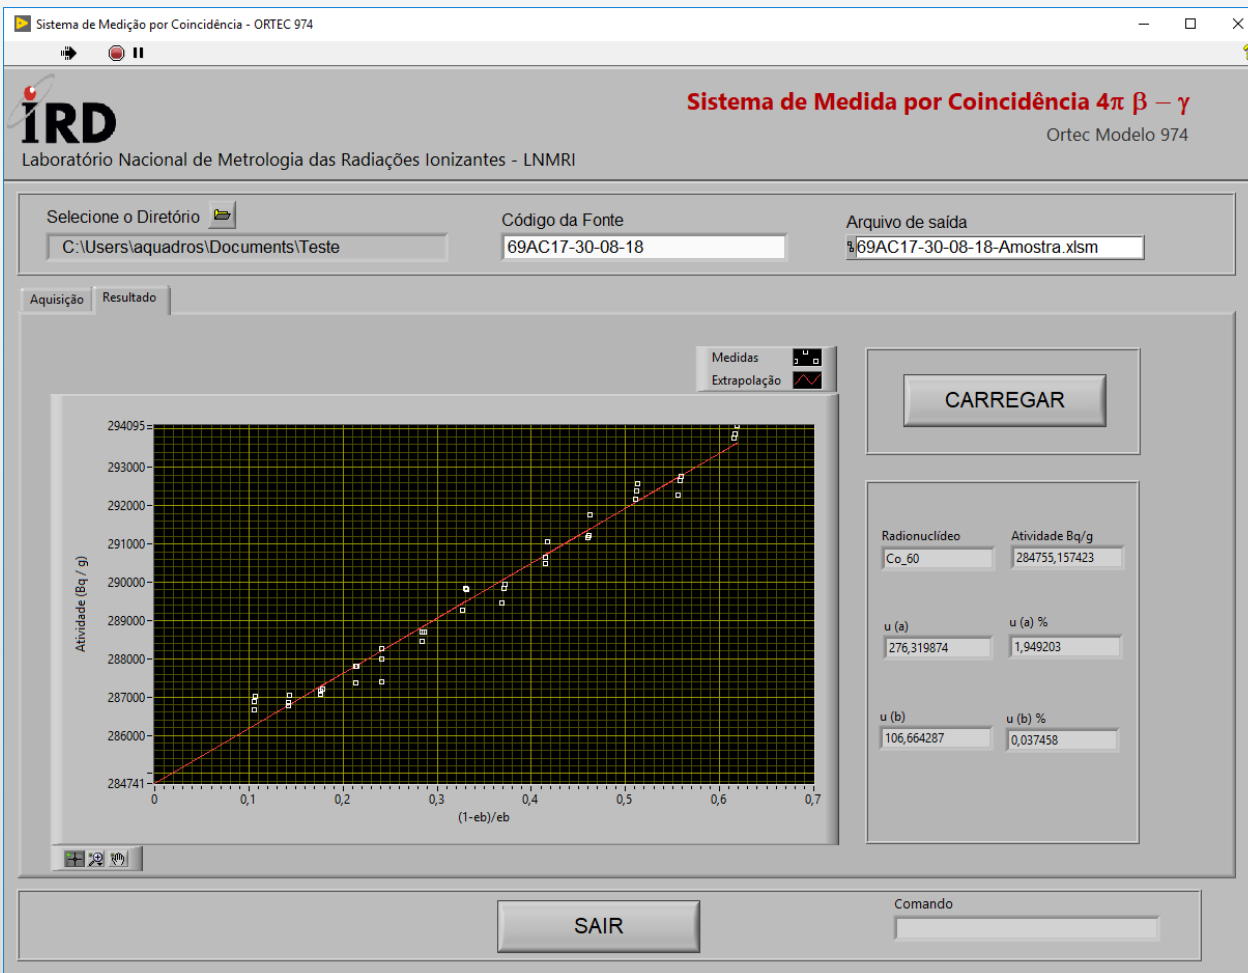 Sistema de Medição por Coincidência - ORTEC 974
IRD
Laboratório Nacional de Metrologia das Radiações Ionizantes - LNMRI
Sistema de Medida por Coincidência 4π β – γ
Ortec Modelo 974
Selecione o Diretório
C:\Users\aquadros\Documents\Teste
Código da Fonte
69AC17-30-08-18
Arquivo de saída
69AC17-30-08-18-Amostra.xlsm
Aquisição
Resultado
Medidas
Extrapolação
Atividade (Bq / g)
294095
293000
292000
291000
290000
289000
288000
287000
286000
284741
0 0,1 0,2 0,3 0,4 0,5 0,6 0,7
(1-eb)/eb
CARREGAR
Radionuclídeo
Co_60
Atividade Bq/g
284755,157423
u (a)
276,319874
u (a) %
1,949203
u (b)
106,664287
u (b) %
0,037458
SAIR
Comando